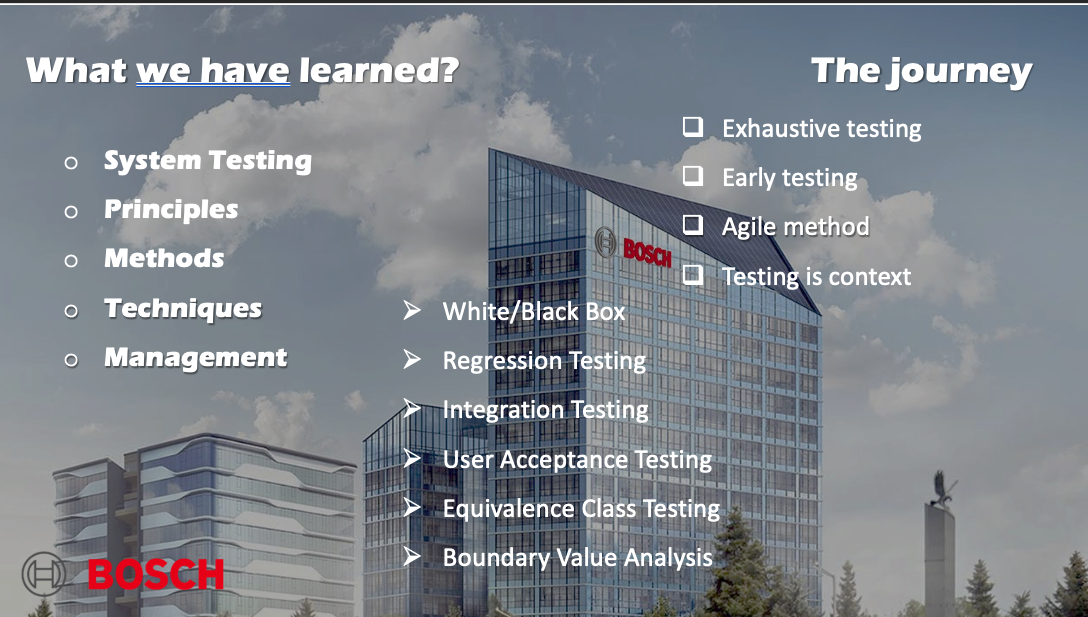 What we have learned?
System Testing
Principles
Methods
Techniques
Management
White/Black Box
Regression Testing
Integration Testing
User Acceptance Testing
Equivalence Class Testing
Boundary Value Analysis
The journey
Exhaustive testing
Early testing
Agile method
Testing is context
BOSCH
BOSCH